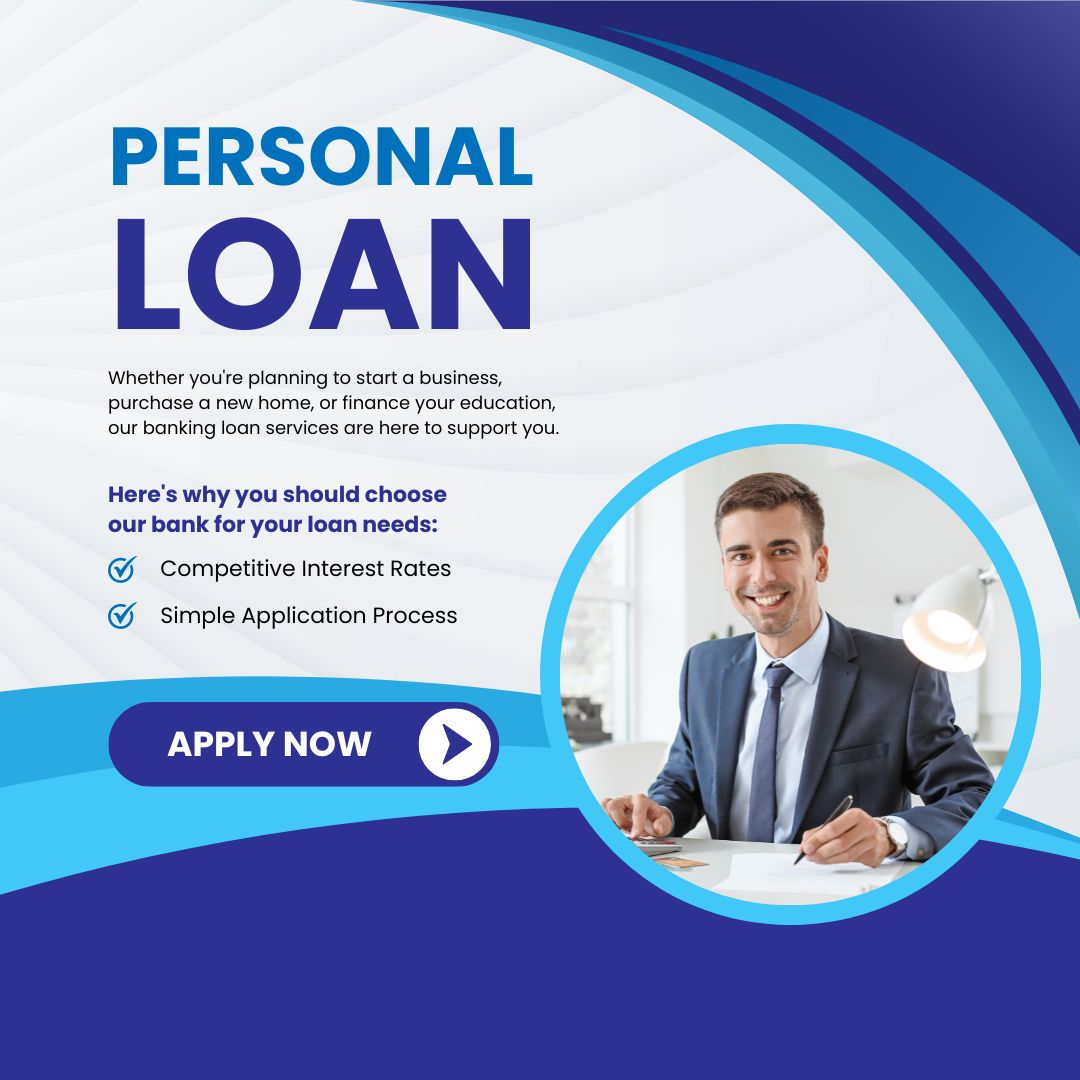 PERSONAL
LOAN
Whether you're planning to start a business,
purchase a new home, or finance your education,
our banking loan services are here to support you.
Here's why you should choose
our bank for your loan needs:
Competitive Interest Rates
Simple Application Process
APPLY NOW